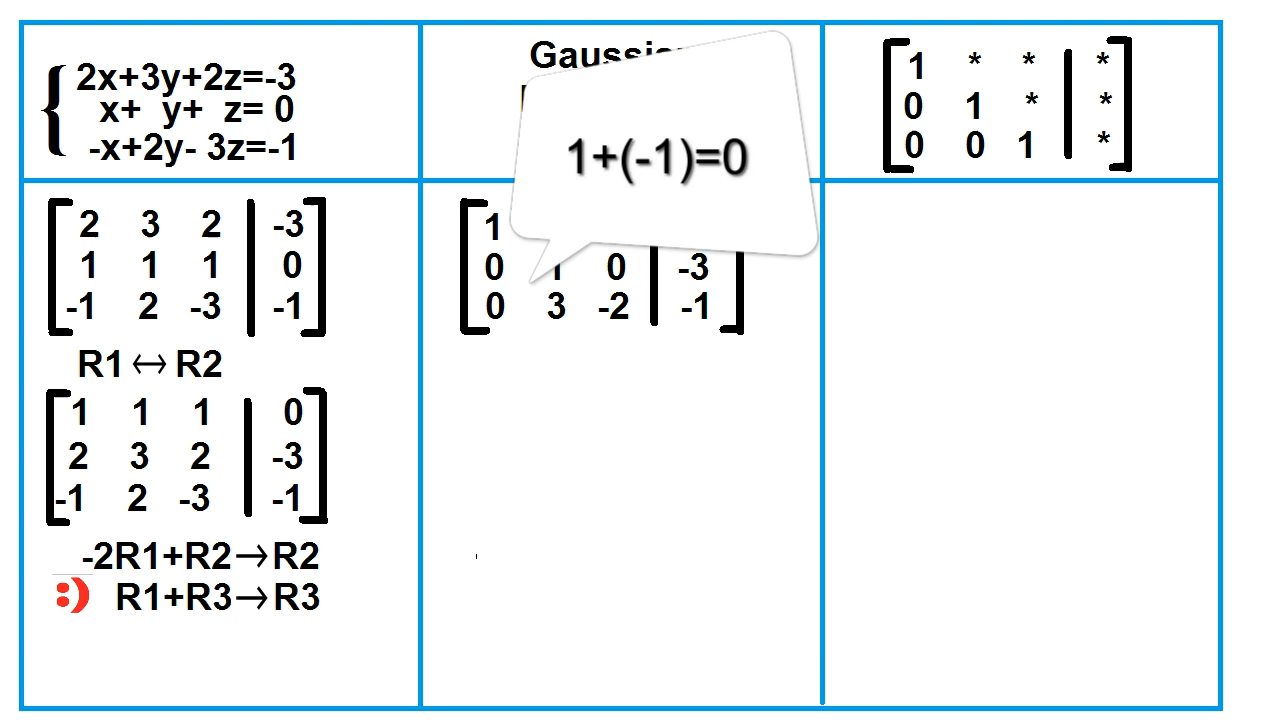 2x+3y+2z=-3
x+ y+ z= 0
-x+2y- 3z=-1
1+(-1)=0
1 * * | *
0 1 * | *
0 0 1 | *
2 3 2 | -3
1 1 1 | 0
-1 2 -3 | -1
R1↔R2
1 1 1 | 0
2 3 2 | -3
-1 2 -3 | -1
-2R1+R2→R2
:) R1+R3→R3
1
0 1 0 | -3
0 3 -2 | -1